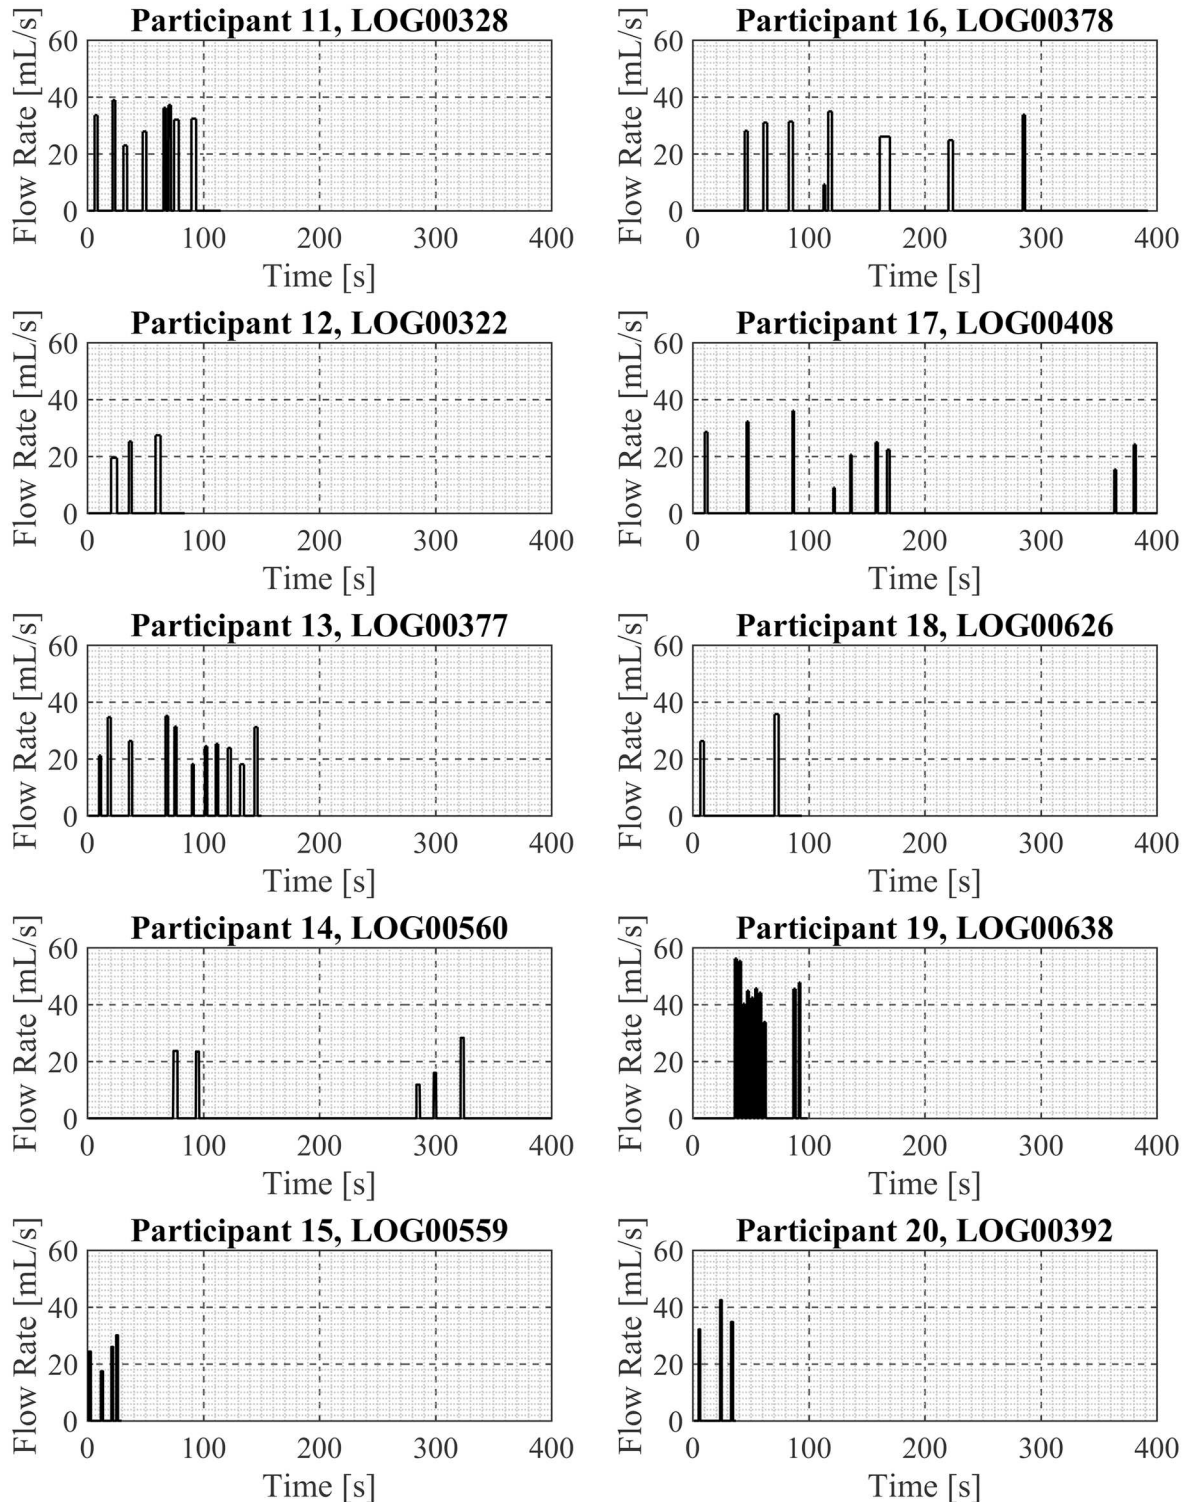 Participant 11, LOG00328
Flow Rate [mL/s]
60
40
20
0
0 100 200 300 400
Time [s]
Participant 16, LOG00378
Flow Rate [mL/s]
60
40
20
0
0 100 200 300 400
Time [s]
Participant 12, LOG00322
Flow Rate [mL/s]
60
40
20
0
0 100 200 300 400
Time [s]
Participant 17, LOG00408
Flow Rate [mL/s]
60
40
20
0
0 100 200 300 400
Time [s]
Participant 13, LOG00377
Flow Rate [mL/s]
60
40
20
0
0 100 200 300 400
Time [s]
Participant 18, LOG00626
Flow Rate [mL/s]
60
40
20
0
0 100 200 300 400
Time [s]
Participant 14, LOG00560
Flow Rate [mL/s]
60
40
20
0
0 100 200 300 400
Time [s]
Participant 19, LOG00638
Flow Rate [mL/s]
60
40
20
0
0 100 200 300 400
Time [s]
Participant 15, LOG00559
Flow Rate [mL/s]
60
40
20
0
0 100 200 300 400
Time [s]
Participant 20, LOG00392
Flow Rate [mL/s]
60
40
20
0
0 100 200 300 400
Time [s]